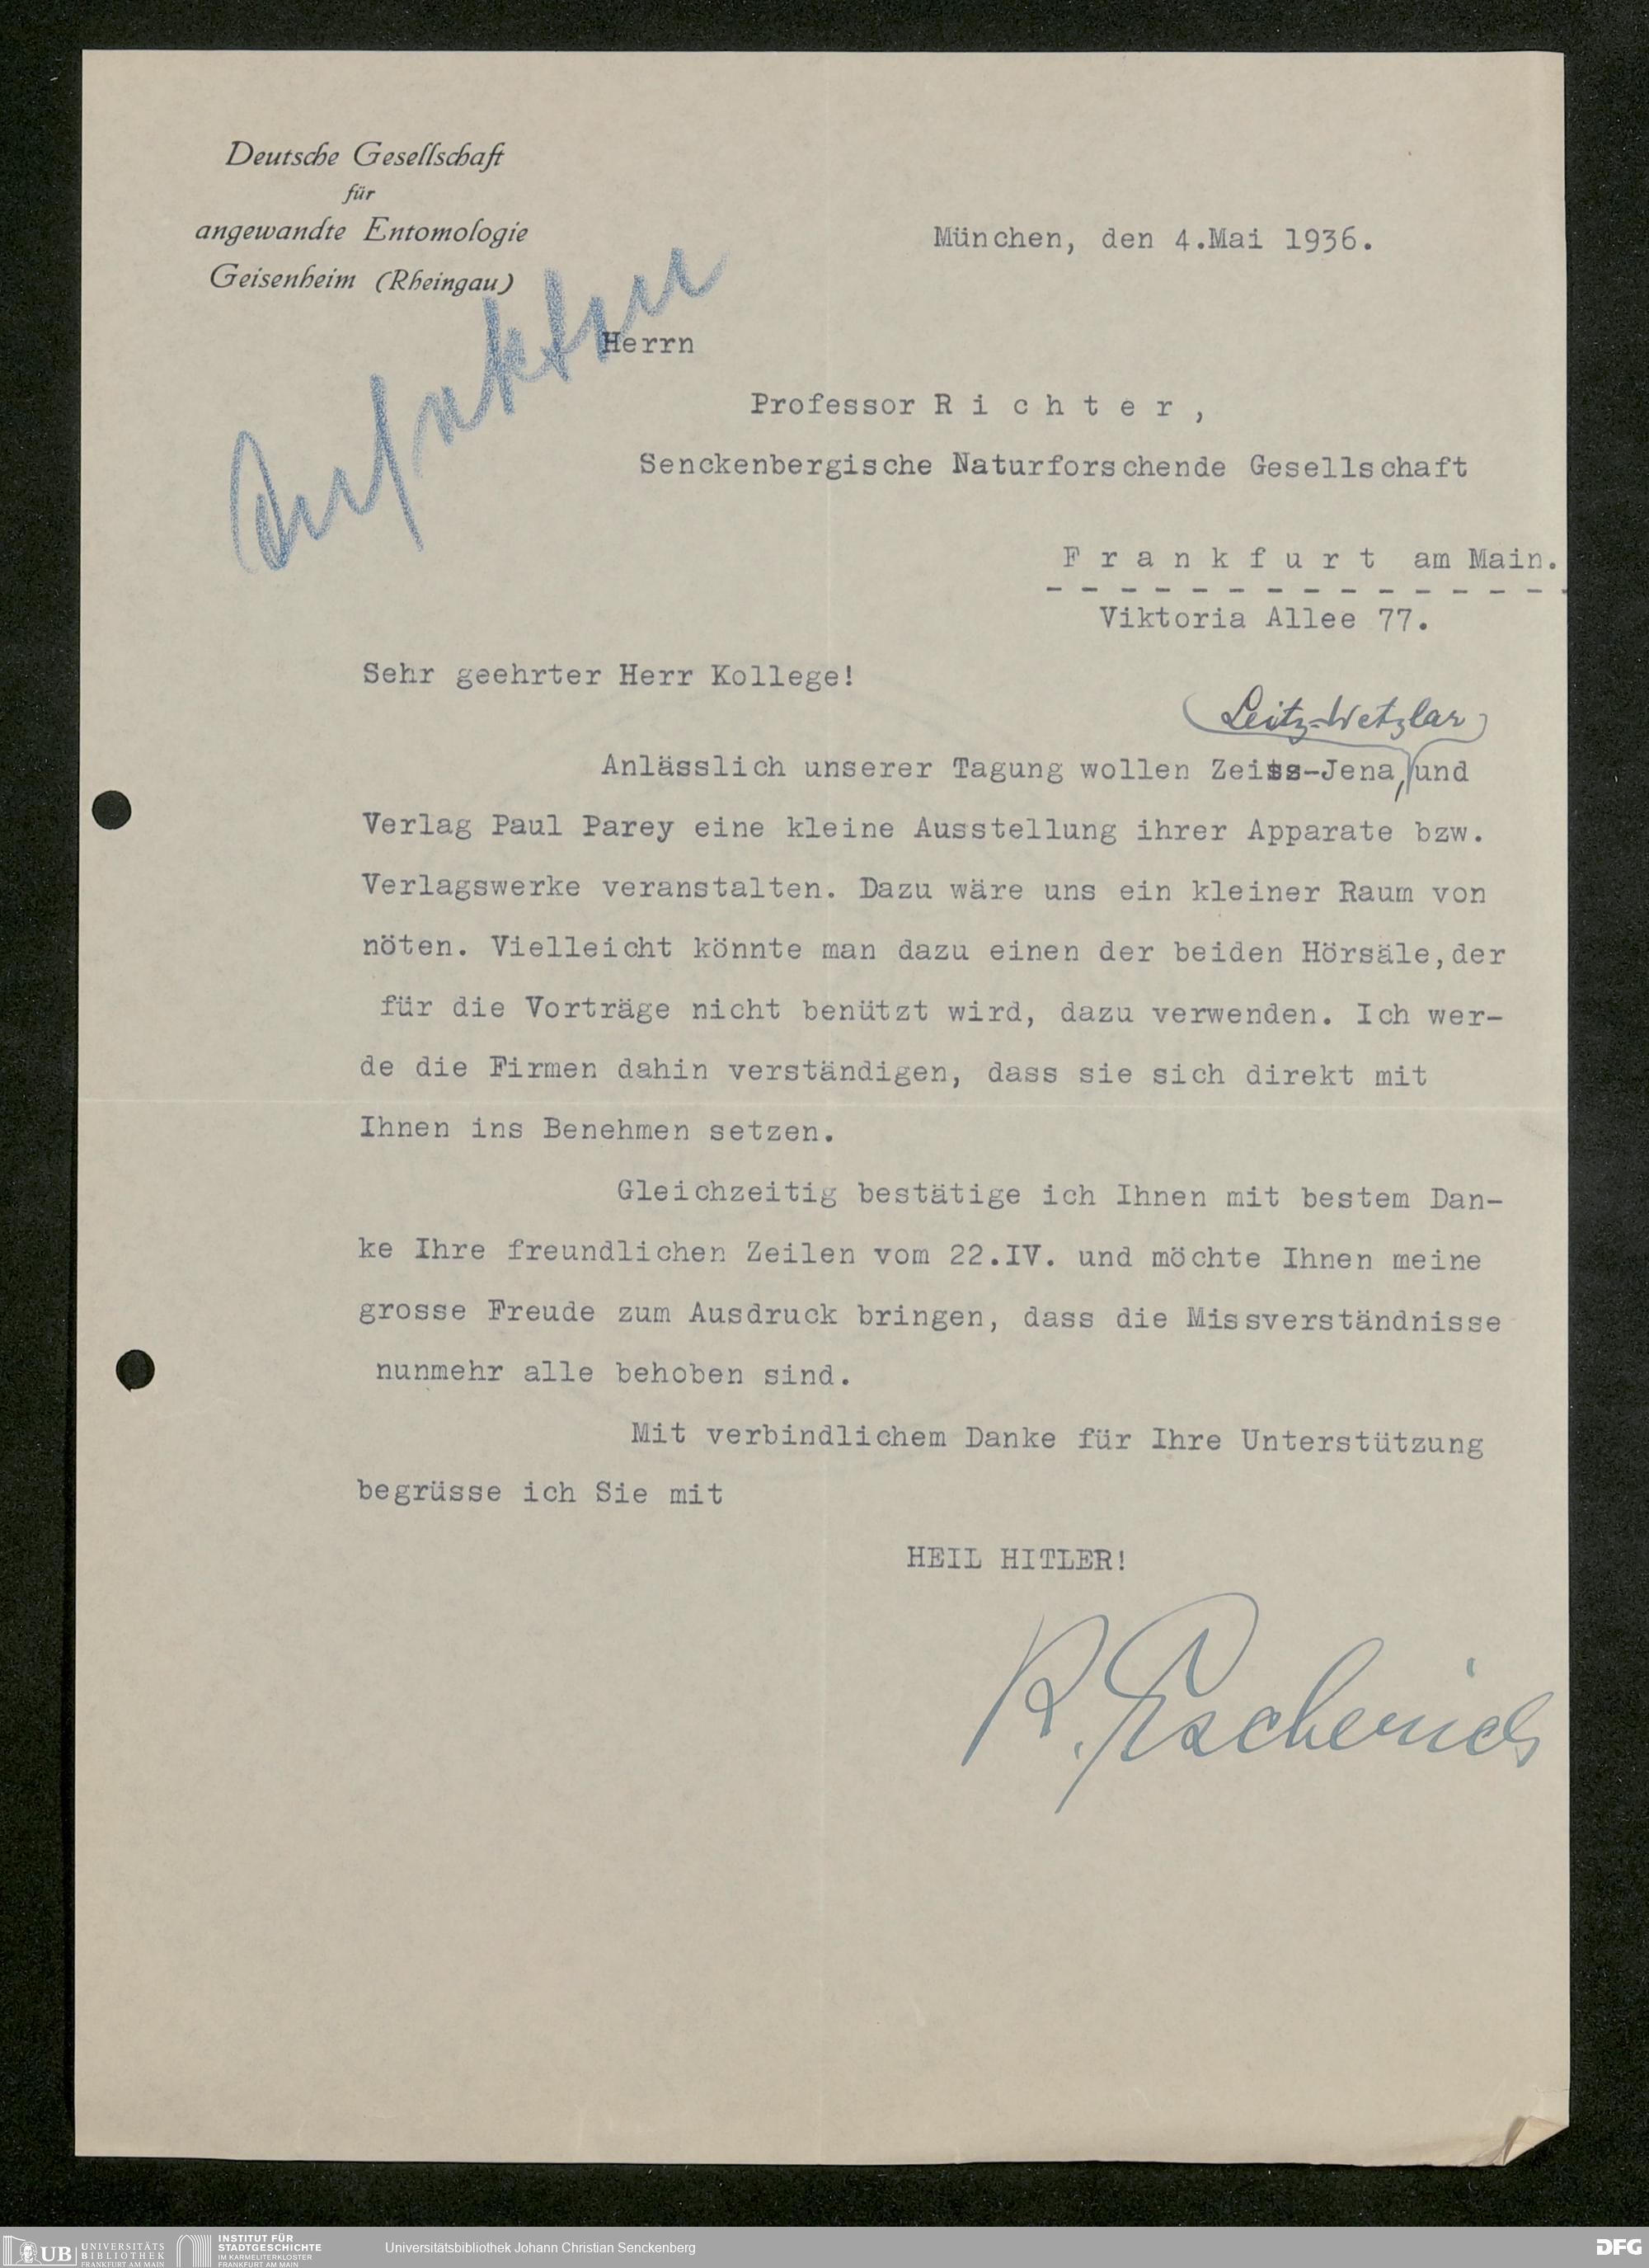 Deutsche Gesellschaft
für
angewandte Entomologie
Geisenheim (Rheingau)
München, den 4.Mai 1936.
Herrn
Professor R i c h t e r ,
Senckenbergische Naturforschende Gesellschaft
F r a n k f u r t am Main.
Viktoria Allee 77.
Sehr geehrter Herr Kollege!
Leitz-Wetzlar
Anlässlich unserer Tagung wollen Zeiss-Jena, und
Verlag Paul Parey eine kleine Ausstellung ihrer Apparate bzw.
Verlagswerke veranstalten. Dazu wäre uns ein kleiner Raum von
nöten. Vielleicht könnte man dazu einen der beiden Hörsäle,der
für die Vorträge nicht benützt wird, dazu verwenden. Ich wer-
de die Firmen dahin verständigen, dass sie sich direkt mit
Ihnen ins Benehmen setzen.
Gleichzeitig bestätige ich Ihnen mit bestem Dan-
ke Ihre freundlichen Zeilen vom 22.IV. und möchte Ihnen meine
grosse Freude zum Ausdruck bringen, dass die Missverständnisse
nunmehr alle behoben sind.
Mit verbindlichem Danke für Ihre Unterstützung
begrüsse ich Sie mit
HEIL HITLER!
K. Escherich
UB UNIVERSITÄTS
BIBLIOTHEK
FRANKFURT AM MAIN
INSTITUT FÜR
STADTGESCHICHTE
IM KARMELITERKLOSTER
FRANKFURT AM MAIN
Universitätsbibliothek Johann Christian Senckenberg
DFG